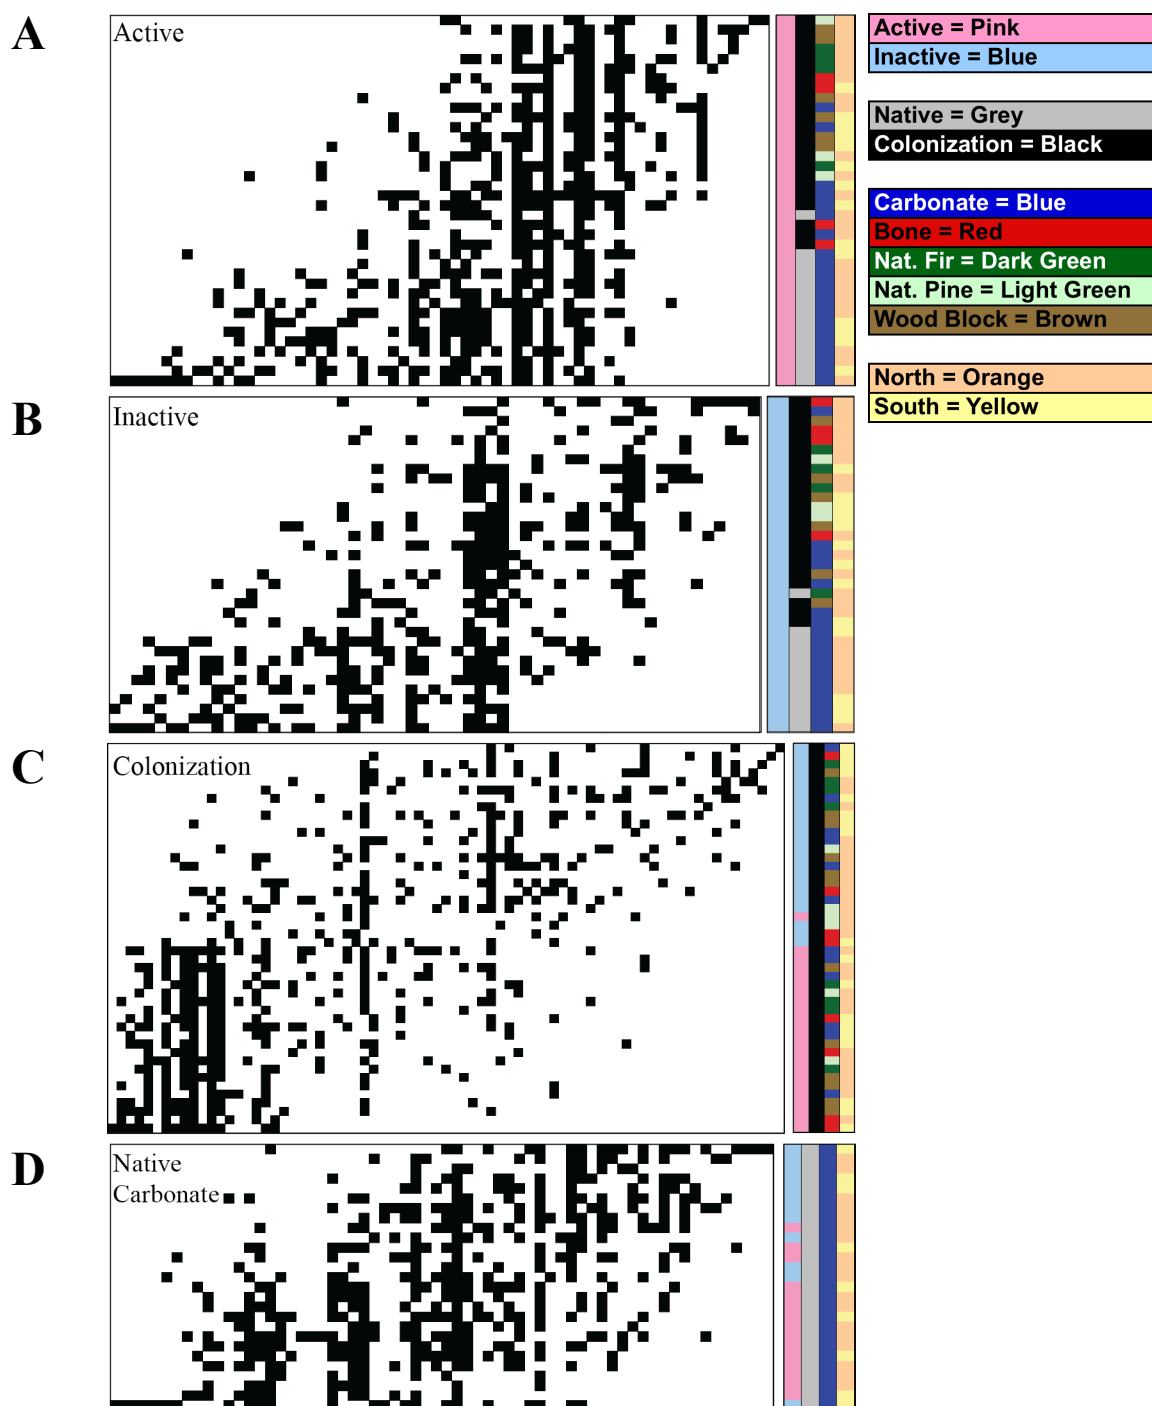 A
Active
Active = Pink
Inactive = Blue
Native = Grey
Colonization = Black
Carbonate = Blue
Bone = Red
Nat. Fir = Dark Green
Nat. Pine = Light Green
Wood Block = Brown
North = Orange
South = Yellow
B
Inactive
C
Colonization
D
Native
Carbonate